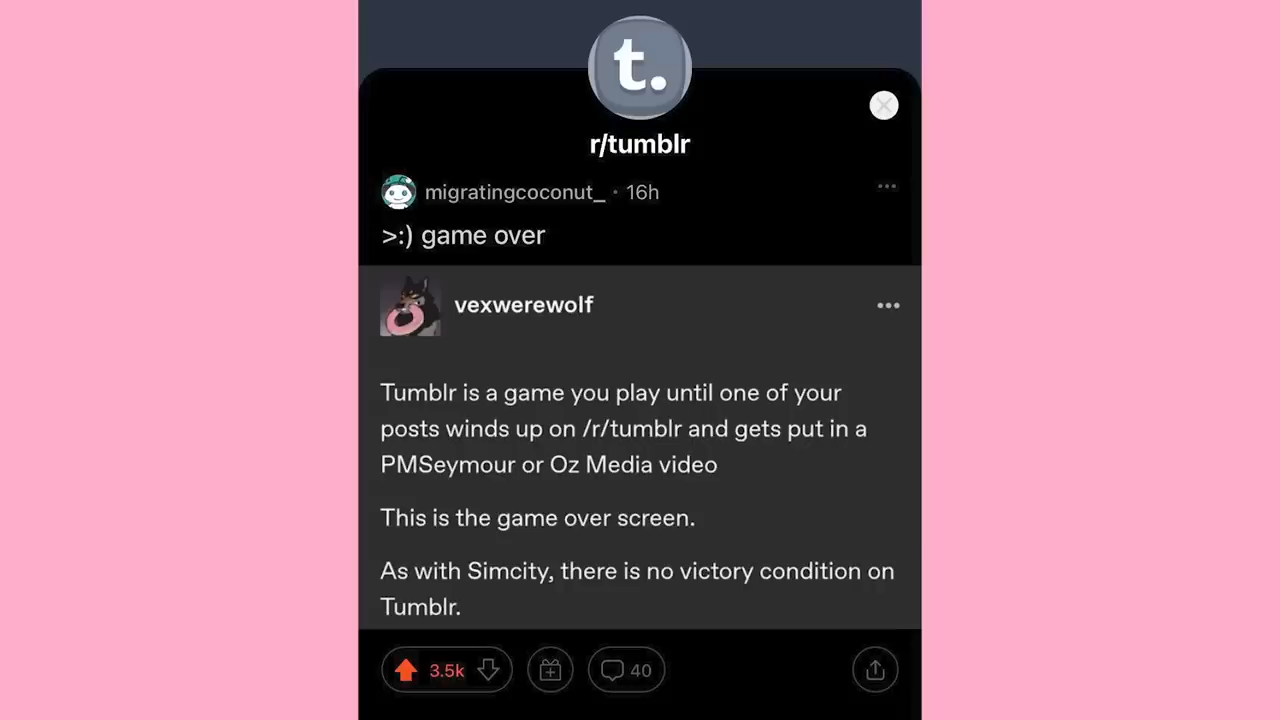 t.
r/tumblr
migratingcoconut_ · 16h
>:) game over
vexwerewolf
Tumblr is a game you play until one of your
posts winds up on /r/tumblr and gets put in a
PMSeymour or Oz Media video
This is the game over screen.
As with Simcity, there is no victory condition on
Tumblr.
3.5k
40